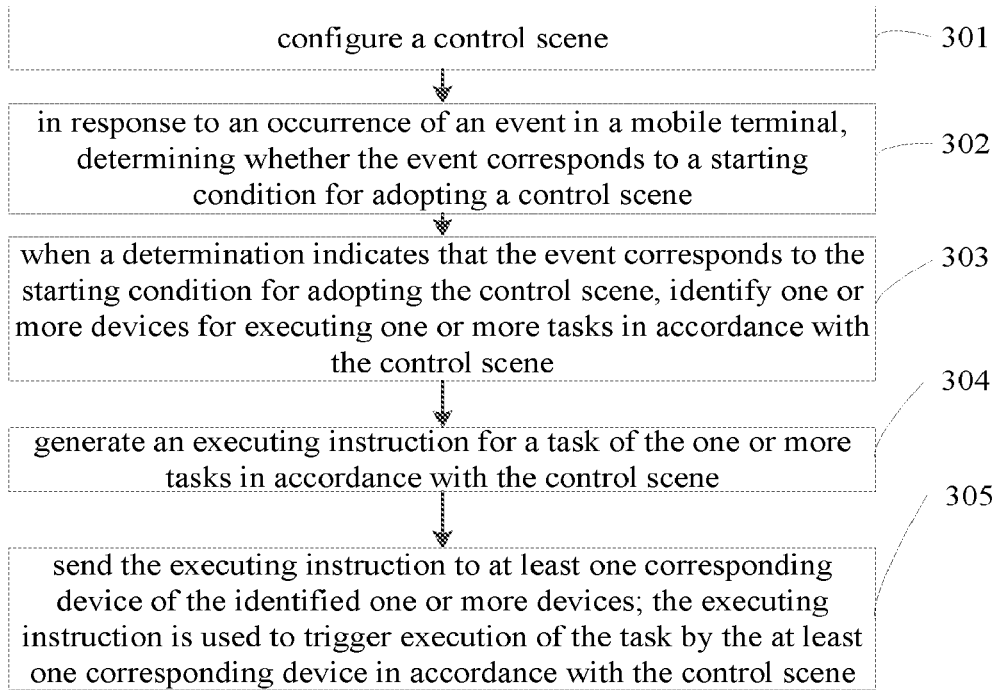 configure a control scene
301
in response to an occurrence of an event in a mobile terminal,
determining whether the event corresponds to a starting
condition for adopting a control scene
302
when a determination indicates that the event corresponds to the
starting condition for adopting the control scene, identify one or
more devices for executing one or more tasks in accordance with
the control scene
303
generate an executing instruction for a task of the one or more
tasks in accordance with the control scene
304
send the executing instruction to at least one corresponding
device of the identified one or more devices; the executing
instruction is used to trigger execution of the task by the at least
one corresponding device in accordance with the control scene
305